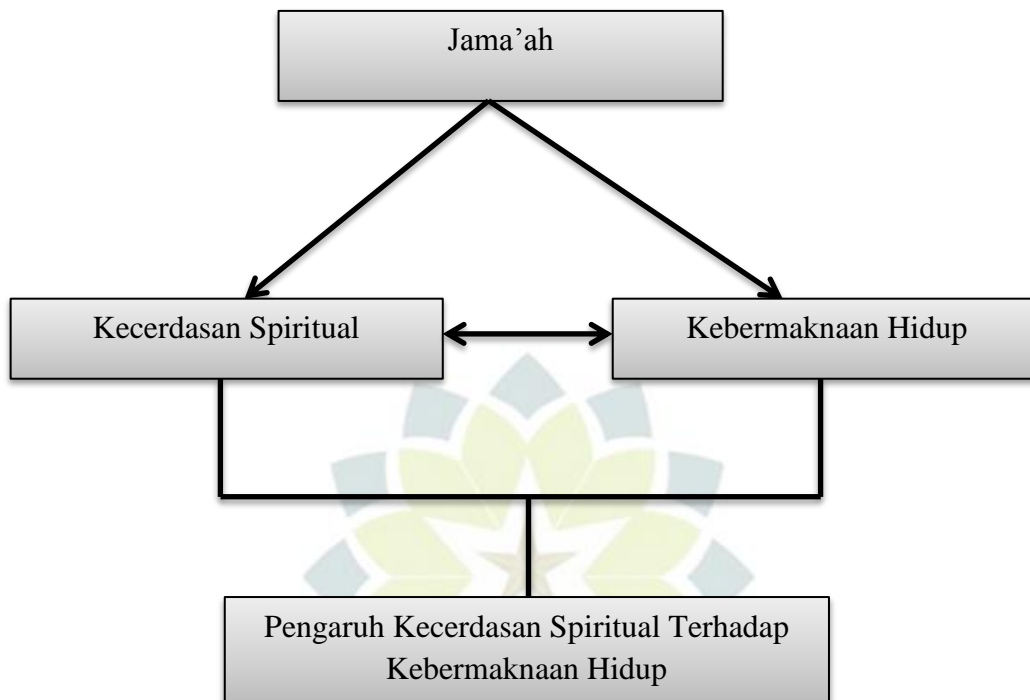 Jama’ah
Kecerdasan Spiritual
Kebermaknaan Hidup
Pengaruh Kecerdasan Spiritual Terhadap
Kebermaknaan Hidup